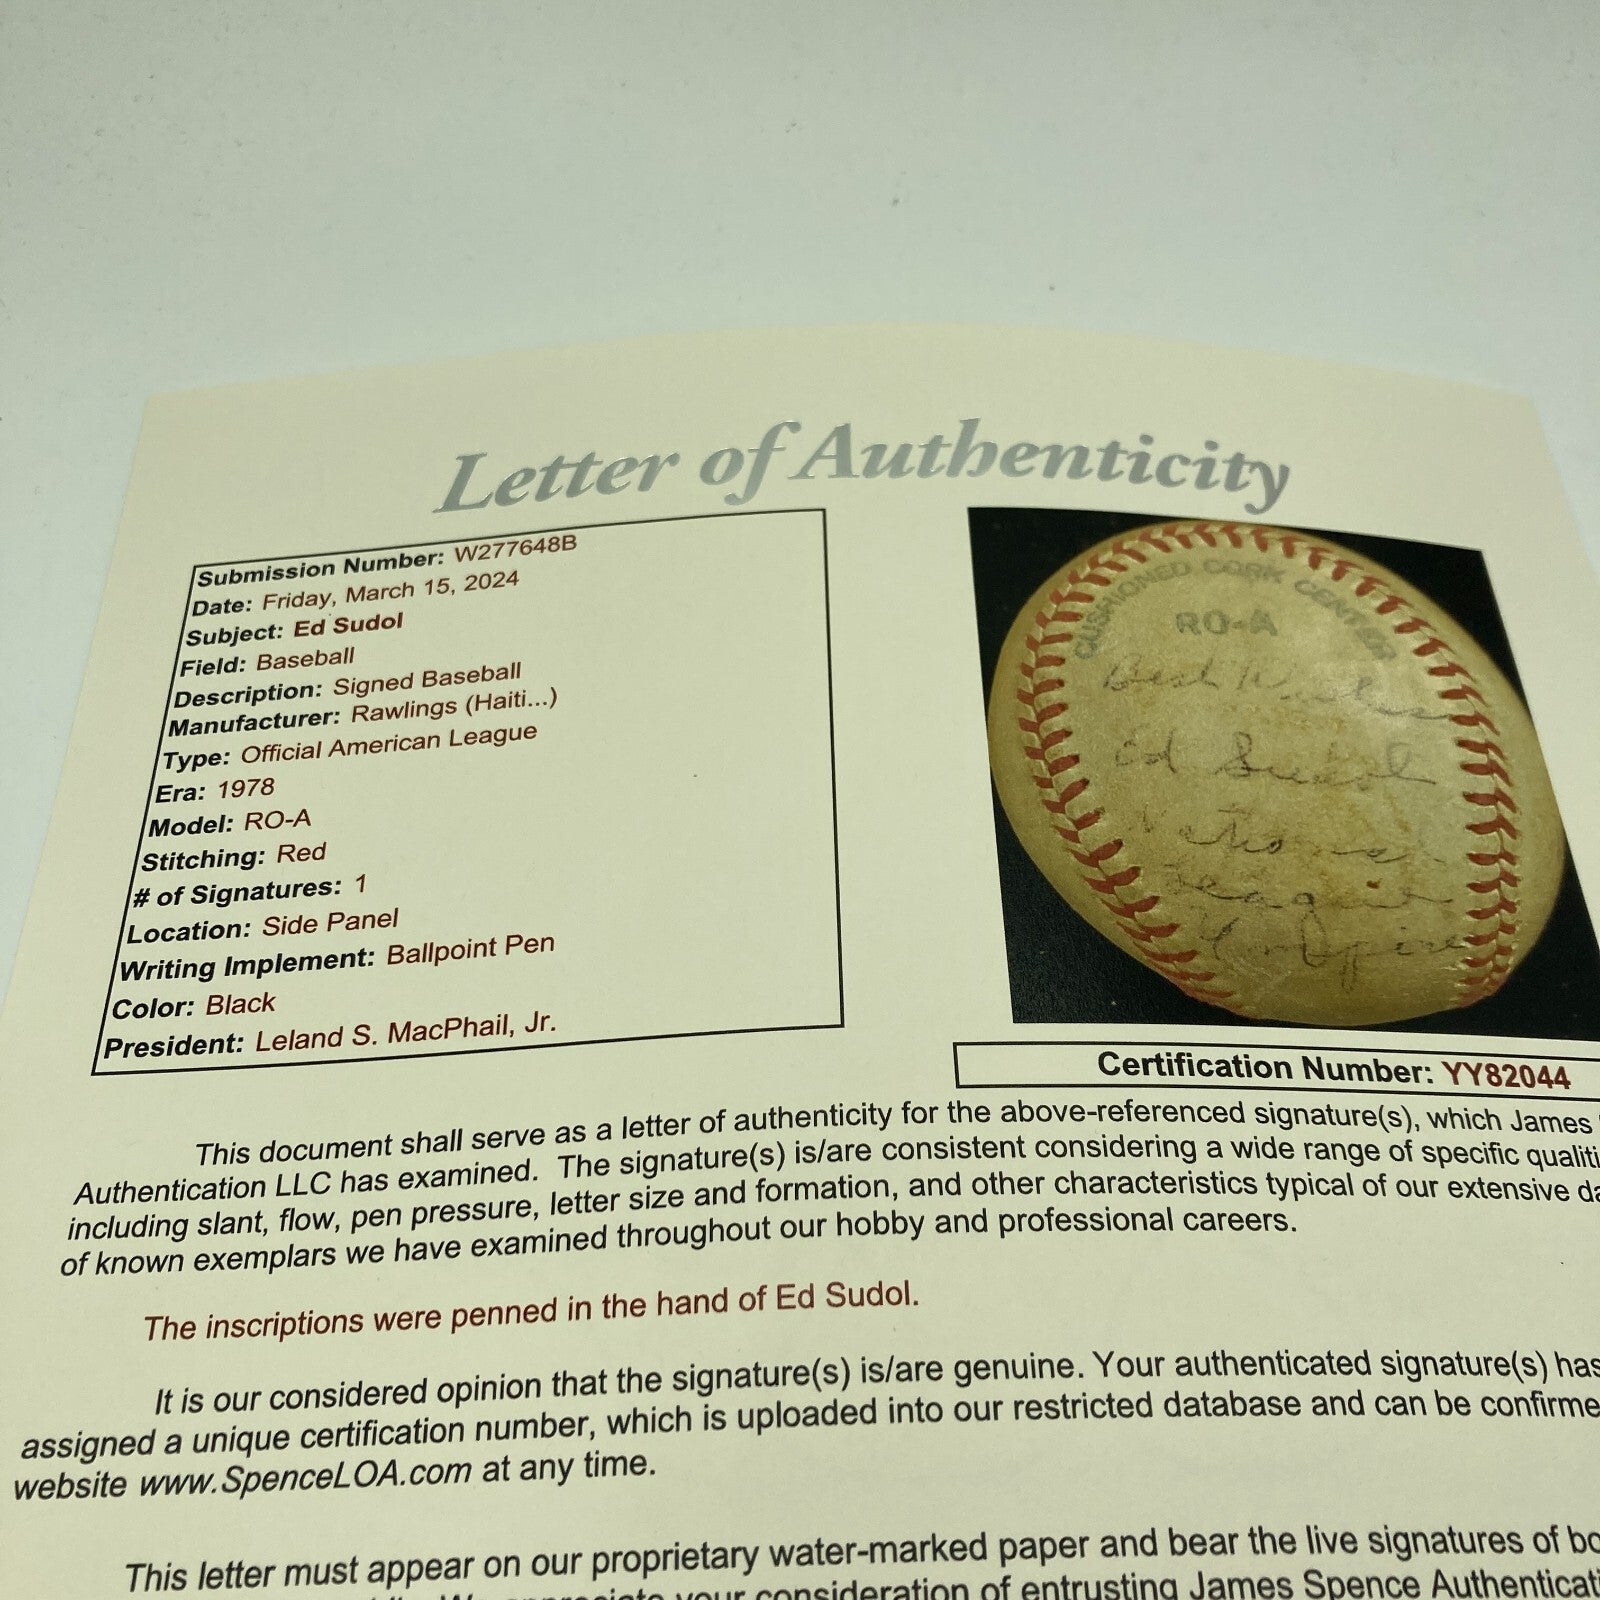 Letter of Authenticity
Submission Number: W277648B
Date: Friday, March 15, 2024
Subject: Ed Sudol
Field: Baseball
Description: Signed Baseball
Manufacturer: Rawlings (Haiti...)
Type: Official American League
Era: 1978
Model: RO-A
Stitching: Red
# of Signatures: 1
Location: Side Panel
Writing Implement: Ballpoint Pen
Color: Black
President: Leland S. MacPhail, Jr.
CUSHIONED CORK CENTER
RO-A
Best Wishes
Ed Sudol
National
League
Umpire
Certification Number: YY82044
This document shall serve as a letter of authenticity for the above-referenced signature(s), which James
Authentication LLC has examined. The signature(s) is/are consistent considering a wide range of specific qualiti
including slant, flow, pen pressure, letter size and formation, and other characteristics typical of our extensive da
of known exemplars we have examined throughout our hobby and professional careers.
The inscriptions were penned in the hand of Ed Sudol.
It is our considered opinion that the signature(s) is/are genuine. Your authenticated signature(s) has
assigned a unique certification number, which is uploaded into our restricted database and can be confirme
website www.SpenceLOA.com at any time.
This letter must appear on our proprietary water-marked paper and bear the live signatures of bo
your consideration of entrusting James Spence Authenticati